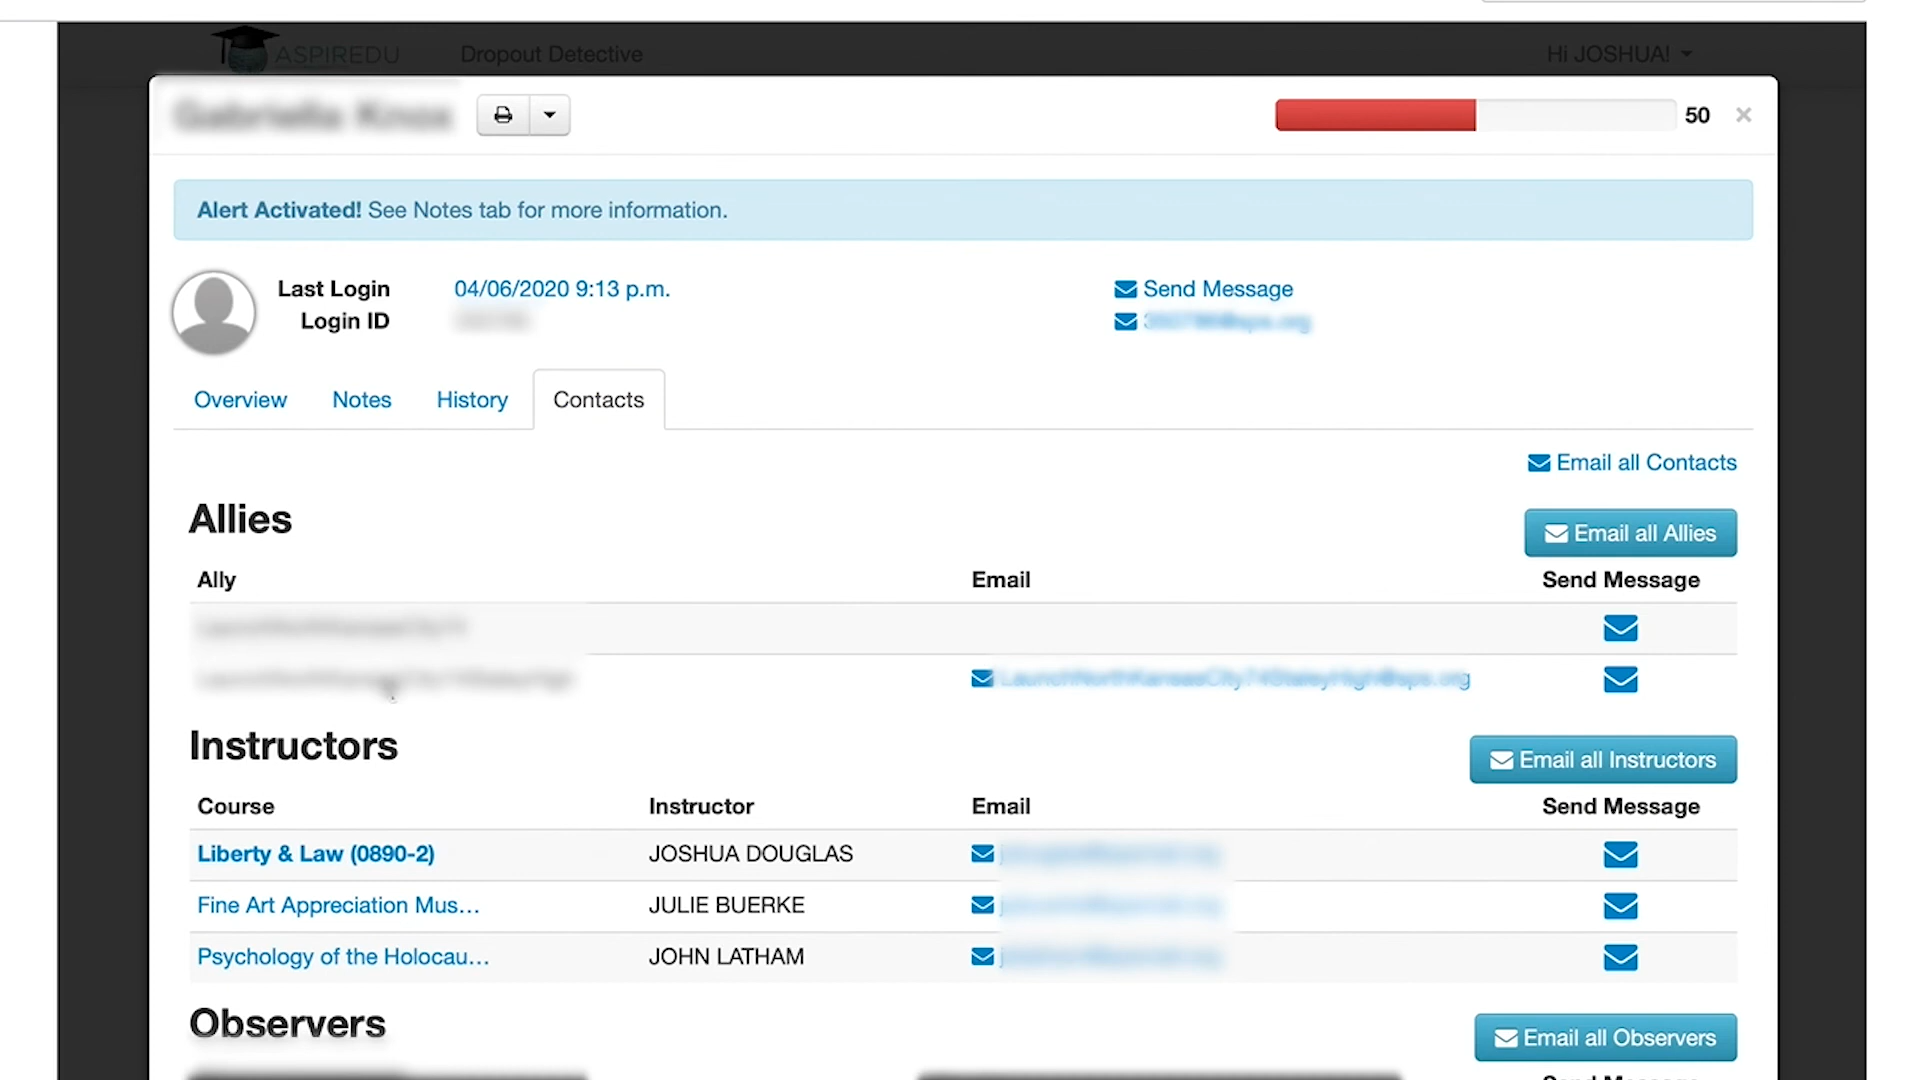 ASPIREDU Dropout Detective Hi JOSHUA!
50 ×
Alert Activated! See Notes tab for more information.
Last Login 04/06/2020 9:13 p.m. Send Message
Login ID
Overview Notes History Contacts
Email all Contacts
Allies Email all Allies
Ally Email Send Message
Instructors Email all Instructors
Course Instructor Email Send Message
Liberty & Law (0890-2) JOSHUA DOUGLAS
Fine Art Appreciation Mus... JULIE BUERKE
Psychology of the Holocau... JOHN LATHAM
Observers Email all Observers
Send Message